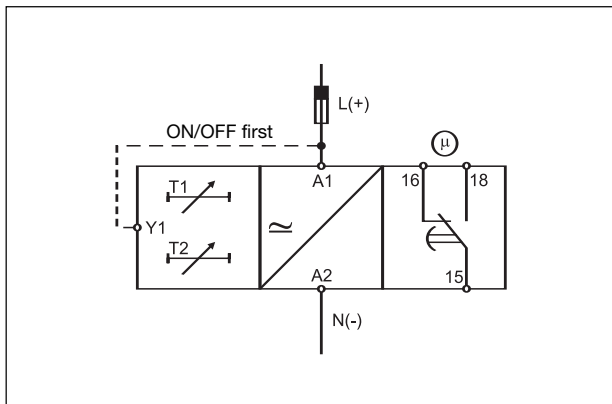 L(+)
ON/OFF first
μ
A1
16
18
T1
Y1
T2
A2
15
N(-)